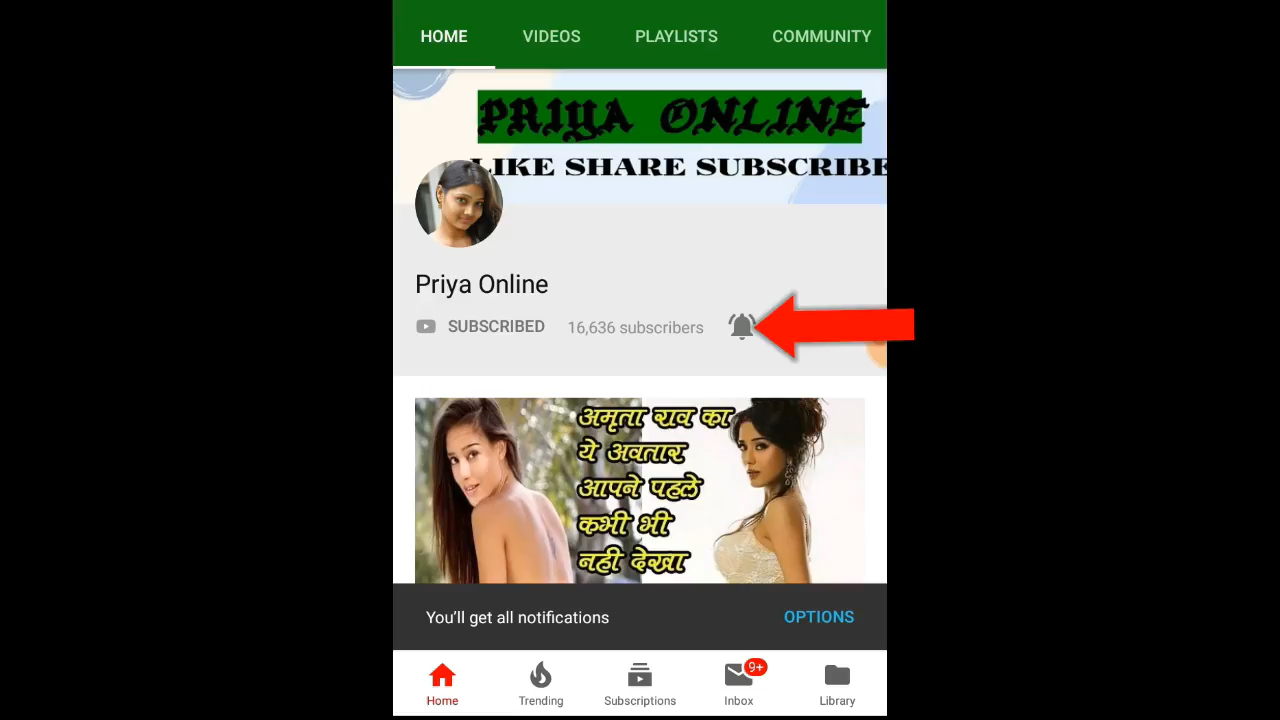 HOME VIDEOS PLAYLISTS COMMUNITY
PRIYA ONLINE
LIKE SHARE SUBSCRIBE
Priya Online
SUBSCRIBED 16,636 subscribers
अमृता राव का
ये अवतार
आपने पहले
कभी भी
नही देखा
You'll get all notifications OPTIONS
9+
Home Trending Subscriptions Inbox Library